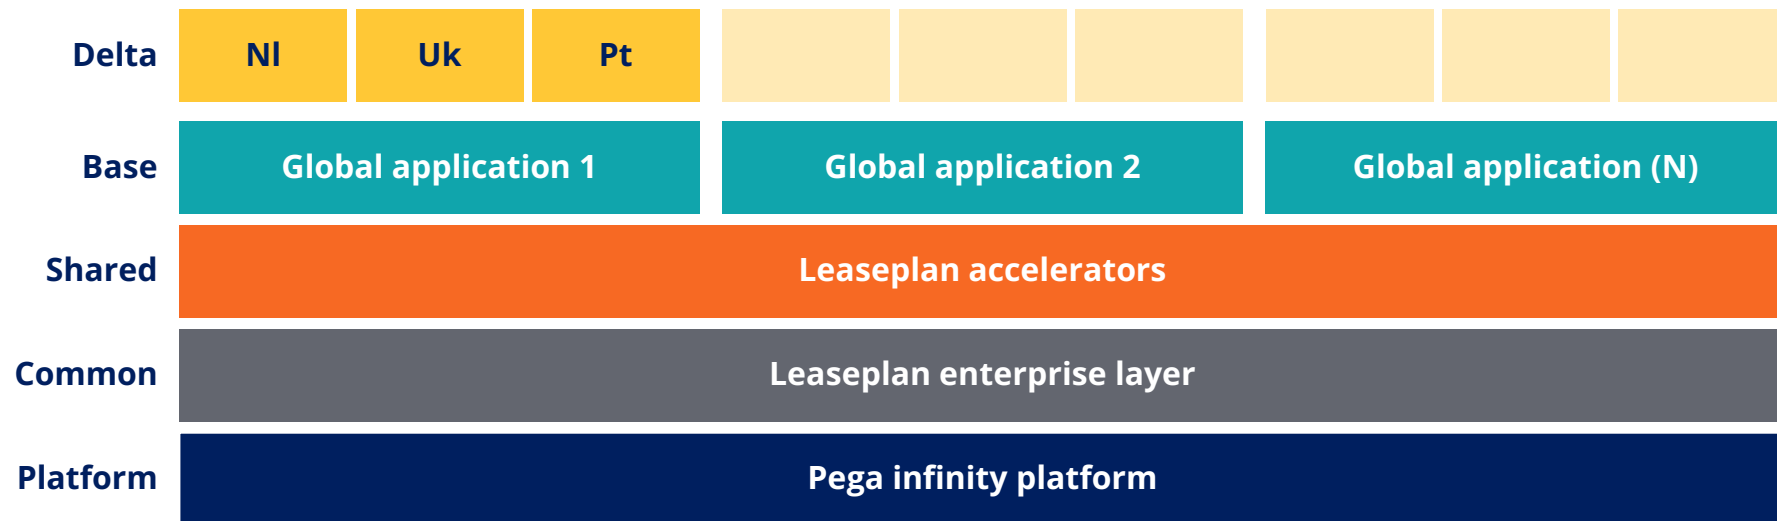 Delta Nl Uk Pt
Base Global application 1 Global application 2 Global application (N)
Shared Leaseplan accelerators
Common Leaseplan enterprise layer
Platform Pega infinity platform